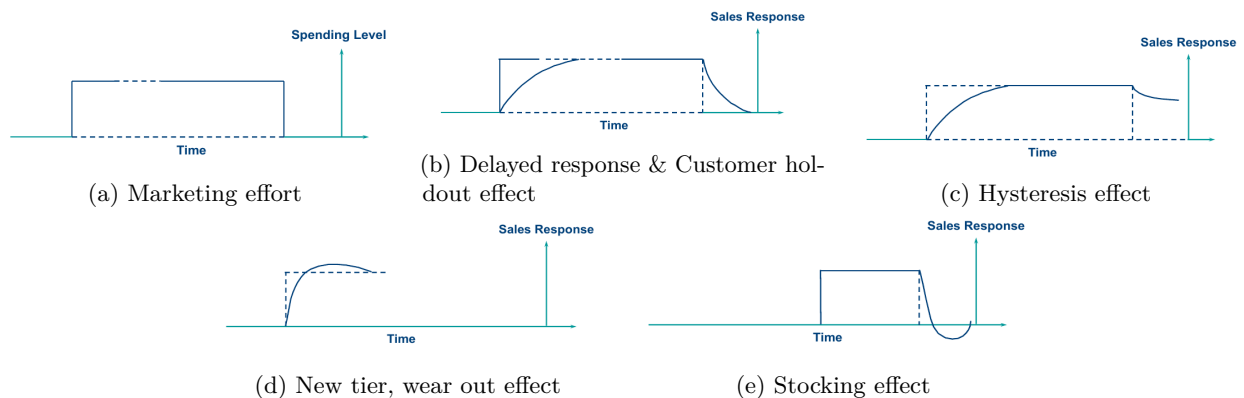 Spending Level
Time
(a) Marketing effort
Sales Response
Time
(b) Delayed response & Customer hol-
dout effect
Sales Response
Time
(c) Hysteresis effect
Sales Response
Time
(d) New tier, wear out effect
Sales Response
Time
(e) Stocking effect